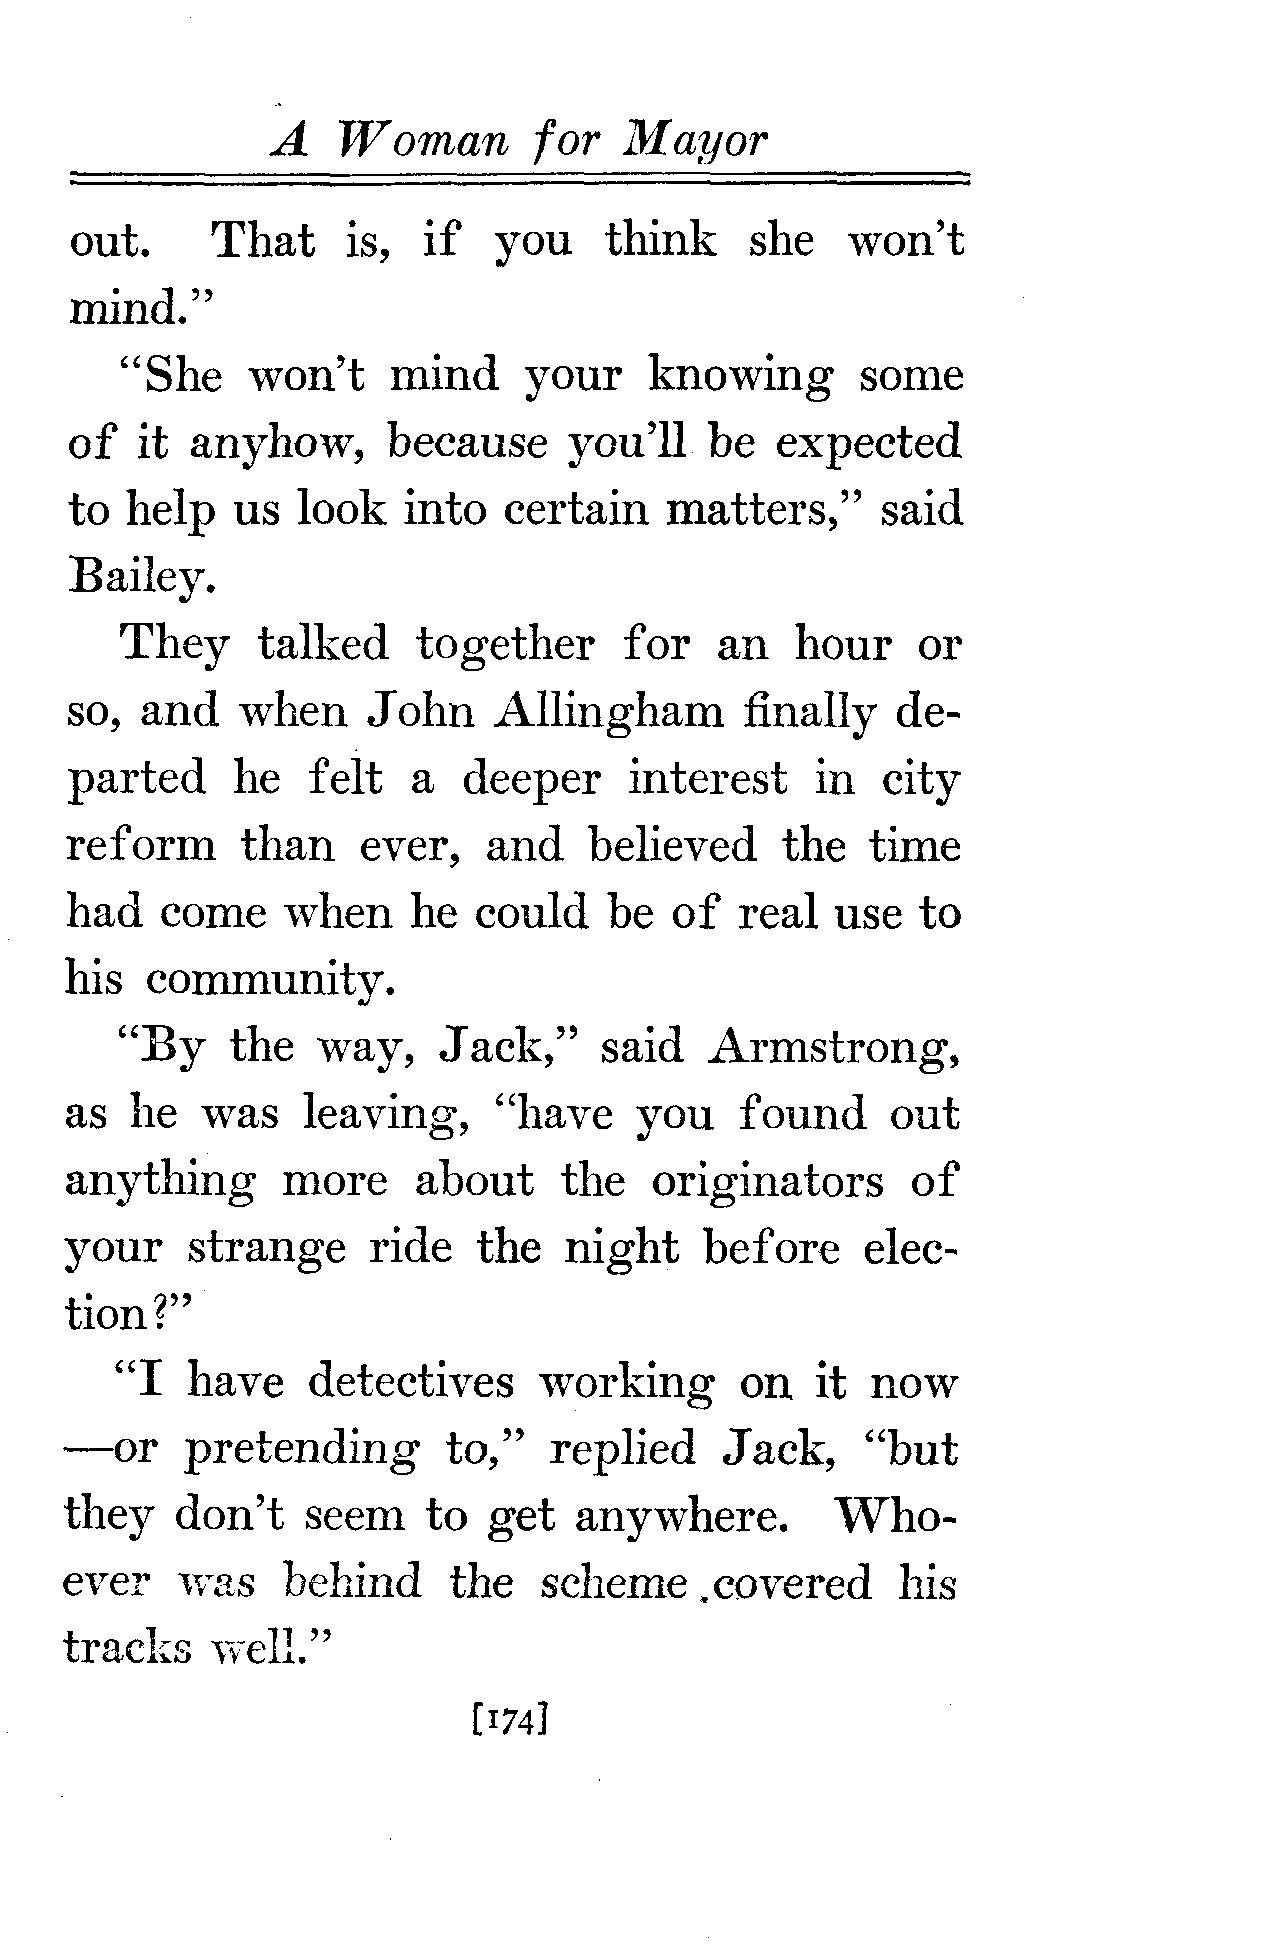 A Woman for Mayor
out. That is, if you think she won't
mind."
"She won't mind your knowing some
of it anyhow, because you'll be expected
to help us look into certain matters," said
Bailey.
They talked together for an hour or
so, and when John Allingham finally de-
parted he felt a deeper interest in city
reform than ever, and believed the time
had come when he could be of real use to
his community.
"By the way, Jack," said Armstrong,
as he was leaving, "have you found out
anything more about the originators of
your strange ride the night before elec-
tion?"
"I have detectives working on it now
—or pretending to," replied Jack, "but
they don't seem to get anywhere. Who-
ever was behind the scheme covered his
tracks well."
[174]